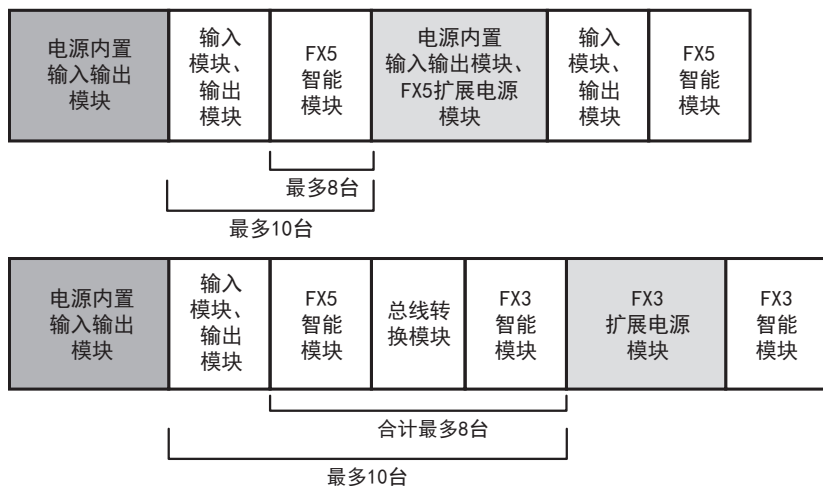 电源内置
输入输出
模块
输入
模块、
输出
模块
FX5
智能
模块
电源内置
输入输出模块、
FX5扩展电源
模块
输入
模块、
输出
模块
FX5
智能
模块
最多8台
最多10台
电源内置
输入输出
模块
输入
模块、
输出
模块
FX5
智能
模块
总线转
换模块
FX3
智能
模块
FX3
扩展电源
模块
FX3
智能
模块
合计最多8台
最多10台